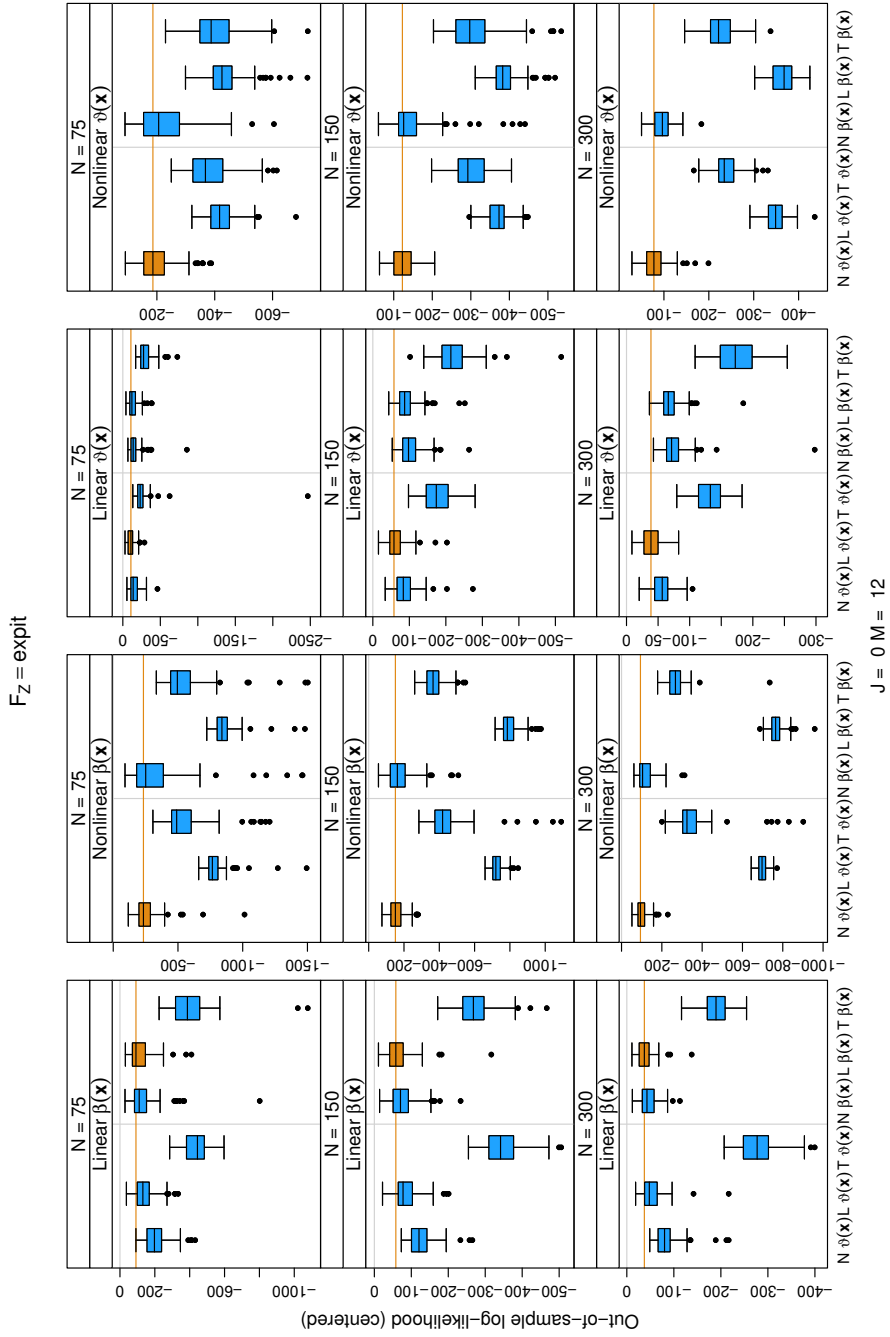 F_Z = expit
N = 75
N = 75
N = 75
N = 75
Linear β(x)
Nonlinear β(x)
Linear ϑ(x)
Nonlinear ϑ(x)
0 −200 −600 −1000
−500 −1000 −1500
0 −500 −1500 −2500
−200 −400 −600
N = 150
N = 150
N = 150
N = 150
Linear β(x)
Nonlinear β(x)
Linear ϑ(x)
Nonlinear ϑ(x)
0 −100 −200 −300 −400 −500
−200 −400 −600 −1000
0 −100 −200 −300 −400 −500
−100 −200 −300 −400 −500
N = 300
N = 300
N = 300
N = 300
Linear β(x)
Nonlinear β(x)
Linear ϑ(x)
Nonlinear ϑ(x)
0 −100 −200 −300 −400
−200 −400 −600 −800 −1000
0 −50 −100 −200 −300
−100 −200 −300 −400
Out−of−sample log−likelihood (centered)
N ϑ(x) L ϑ(x) T ϑ(x) N β(x) L β(x) T β(x)
N ϑ(x) L ϑ(x) T ϑ(x) N β(x) L β(x) T β(x)
N ϑ(x) L ϑ(x) T ϑ(x) N β(x) L β(x) T β(x)
N ϑ(x) L ϑ(x) T ϑ(x) N β(x) L β(x) T β(x)
J = 0 M = 12